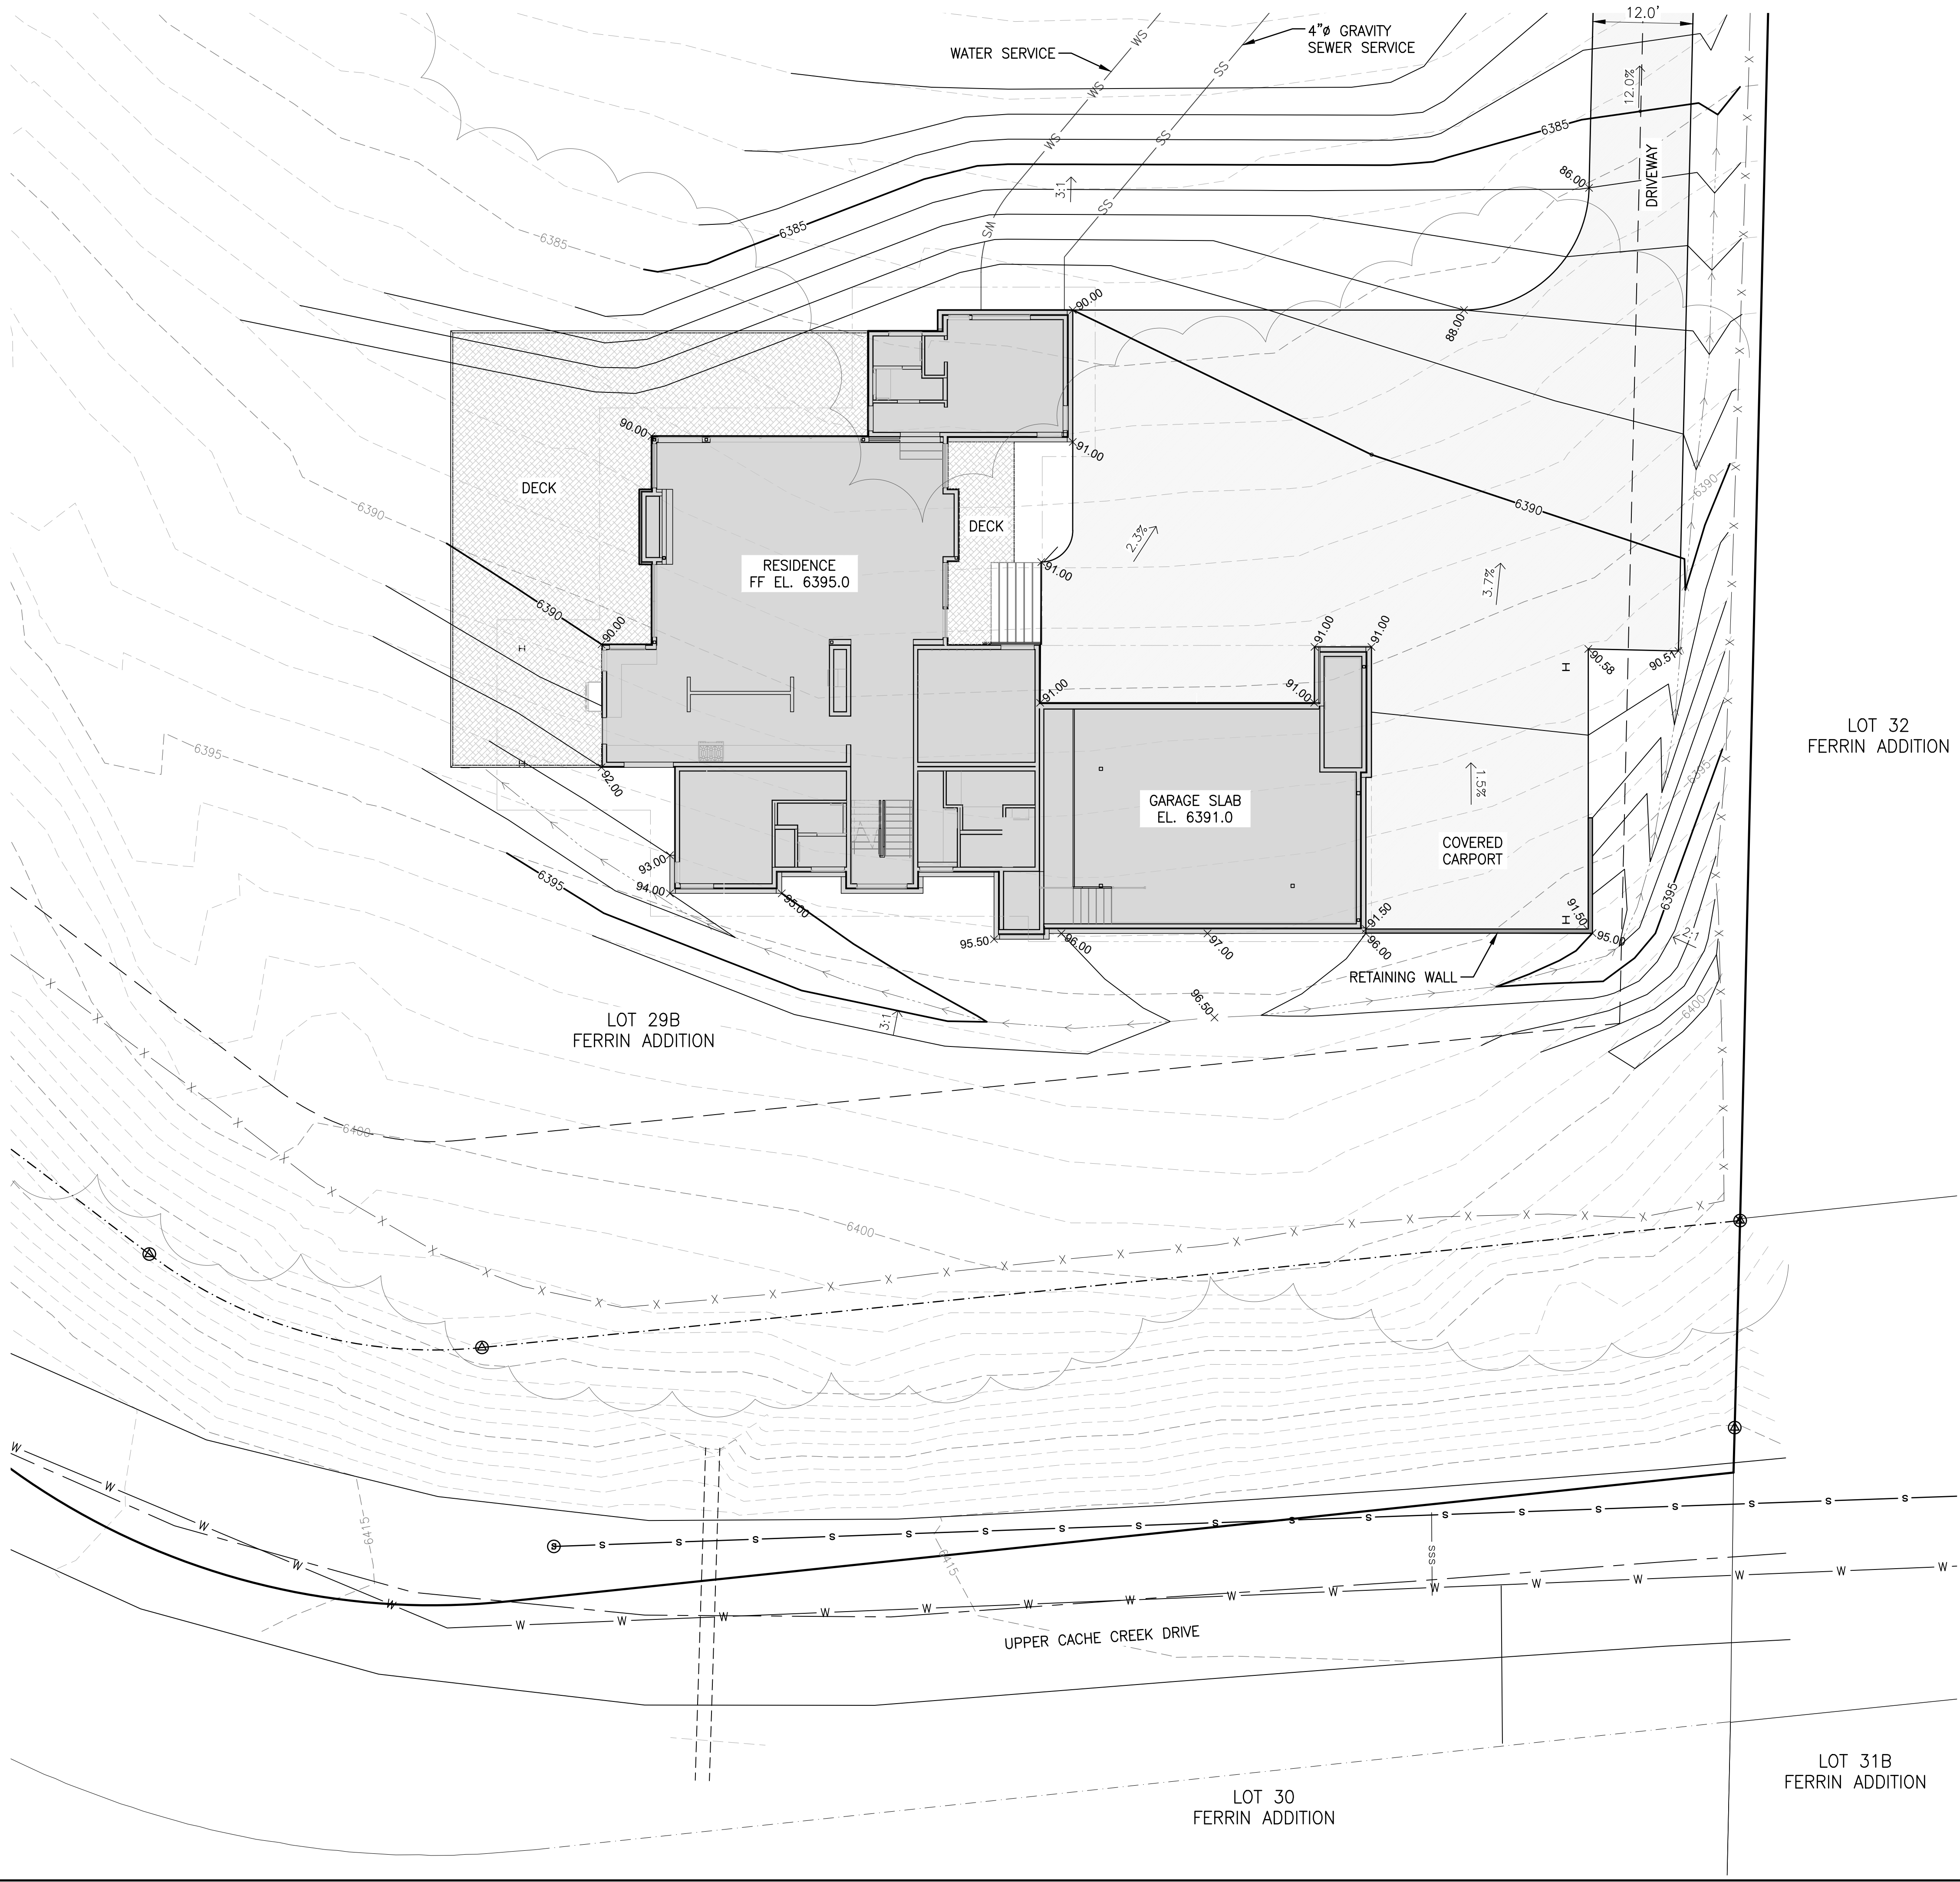 12.0'
4"ø GRAVITY
SEWER SERVICE
WATER SERVICE
WS
SS
WS
SS
WS
SS
WS
SS
12.0%
DRIVEWAY
6385
86.00
3:1
6385
6385
90.00
88.00
90.00
91.00
DECK
DECK
6390
6390
6390
2.3%
RESIDENCE
FF EL. 6395.0
91.00
3.7%
6390
90.00
91.00
91.00
90.58
90.51
91.00
91.00
LOT 32
FERRIN ADDITION
6395
6395
92.00
1.5%
GARAGE SLAB
EL. 6391.0
COVERED
CARPORT
93.00
94.00
6395
95.00
6395
91.50
91.50
95.50
96.00
97.00
96.00
95.00
2:1
RETAINING WALL
96.50
6400
3:1
LOT 29B
FERRIN ADDITION
6400
6400
6415
6415
SSS
UPPER CACHE CREEK DRIVE
LOT 31B
FERRIN ADDITION
LOT 30
FERRIN ADDITION